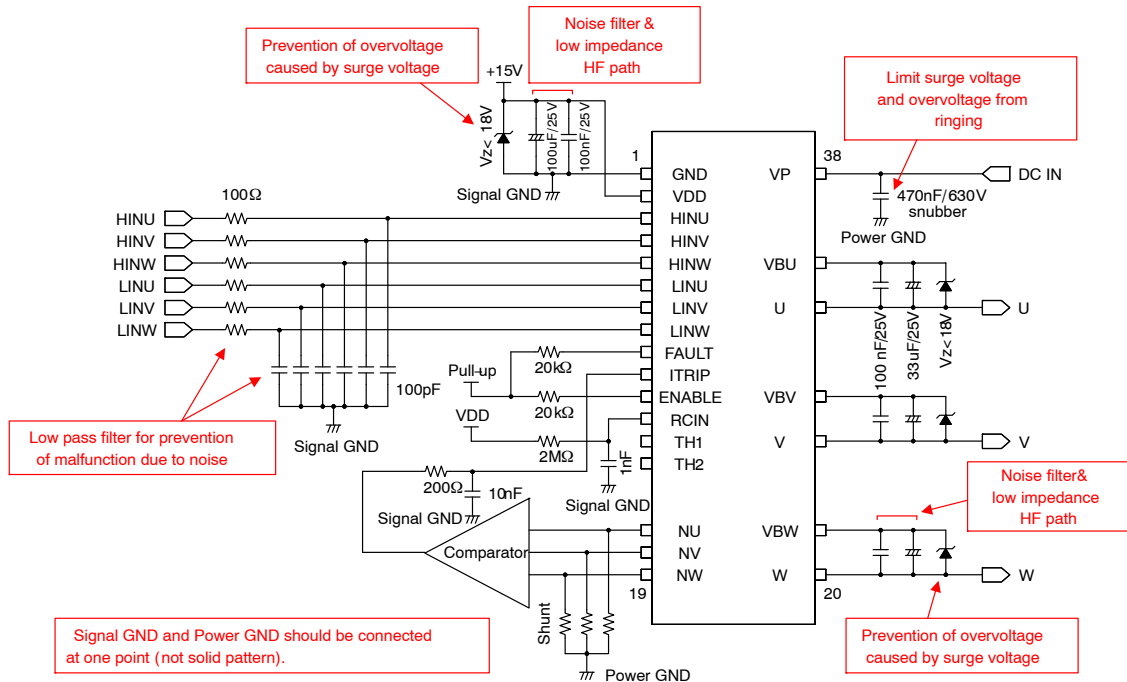 Noise filter &
low impedance
HF path
Prevention of overvoltage
caused by surge voltage
+15V
Limit surge voltage
and overvoltage from
ringing
Vz< 18V
100uF/25V
100nF/25V
1
38
GND
VP
DC IN
Signal GND
VDD
470nF/630V
snubber
100Ω
HINU
HINU
Power GND
HINV
HINV
HINW
HINW
VBU
LINU
LINU
LINV
LINV
U
U
LINW
LINW
100 nF/25V
33uF/25V
Vz<18V
FAULT
20kΩ
Pull-up
ITRIP
100pF
ENABLE
VBV
20kΩ
VDD
RCIN
Low pass filter for prevention
of malfunction due to noise
Signal GND
TH1
V
V
2MΩ
1nF
TH2
200Ω
10nF
Signal GND
Signal GND
Noise filter&
low impedance
HF path
NU
VBW
Comparator
NV
NW
W
W
19
20
Shunt
Signal GND and Power GND should be connected
at one point (not solid pattern).
Prevention of overvoltage
caused by surge voltage
Power GND